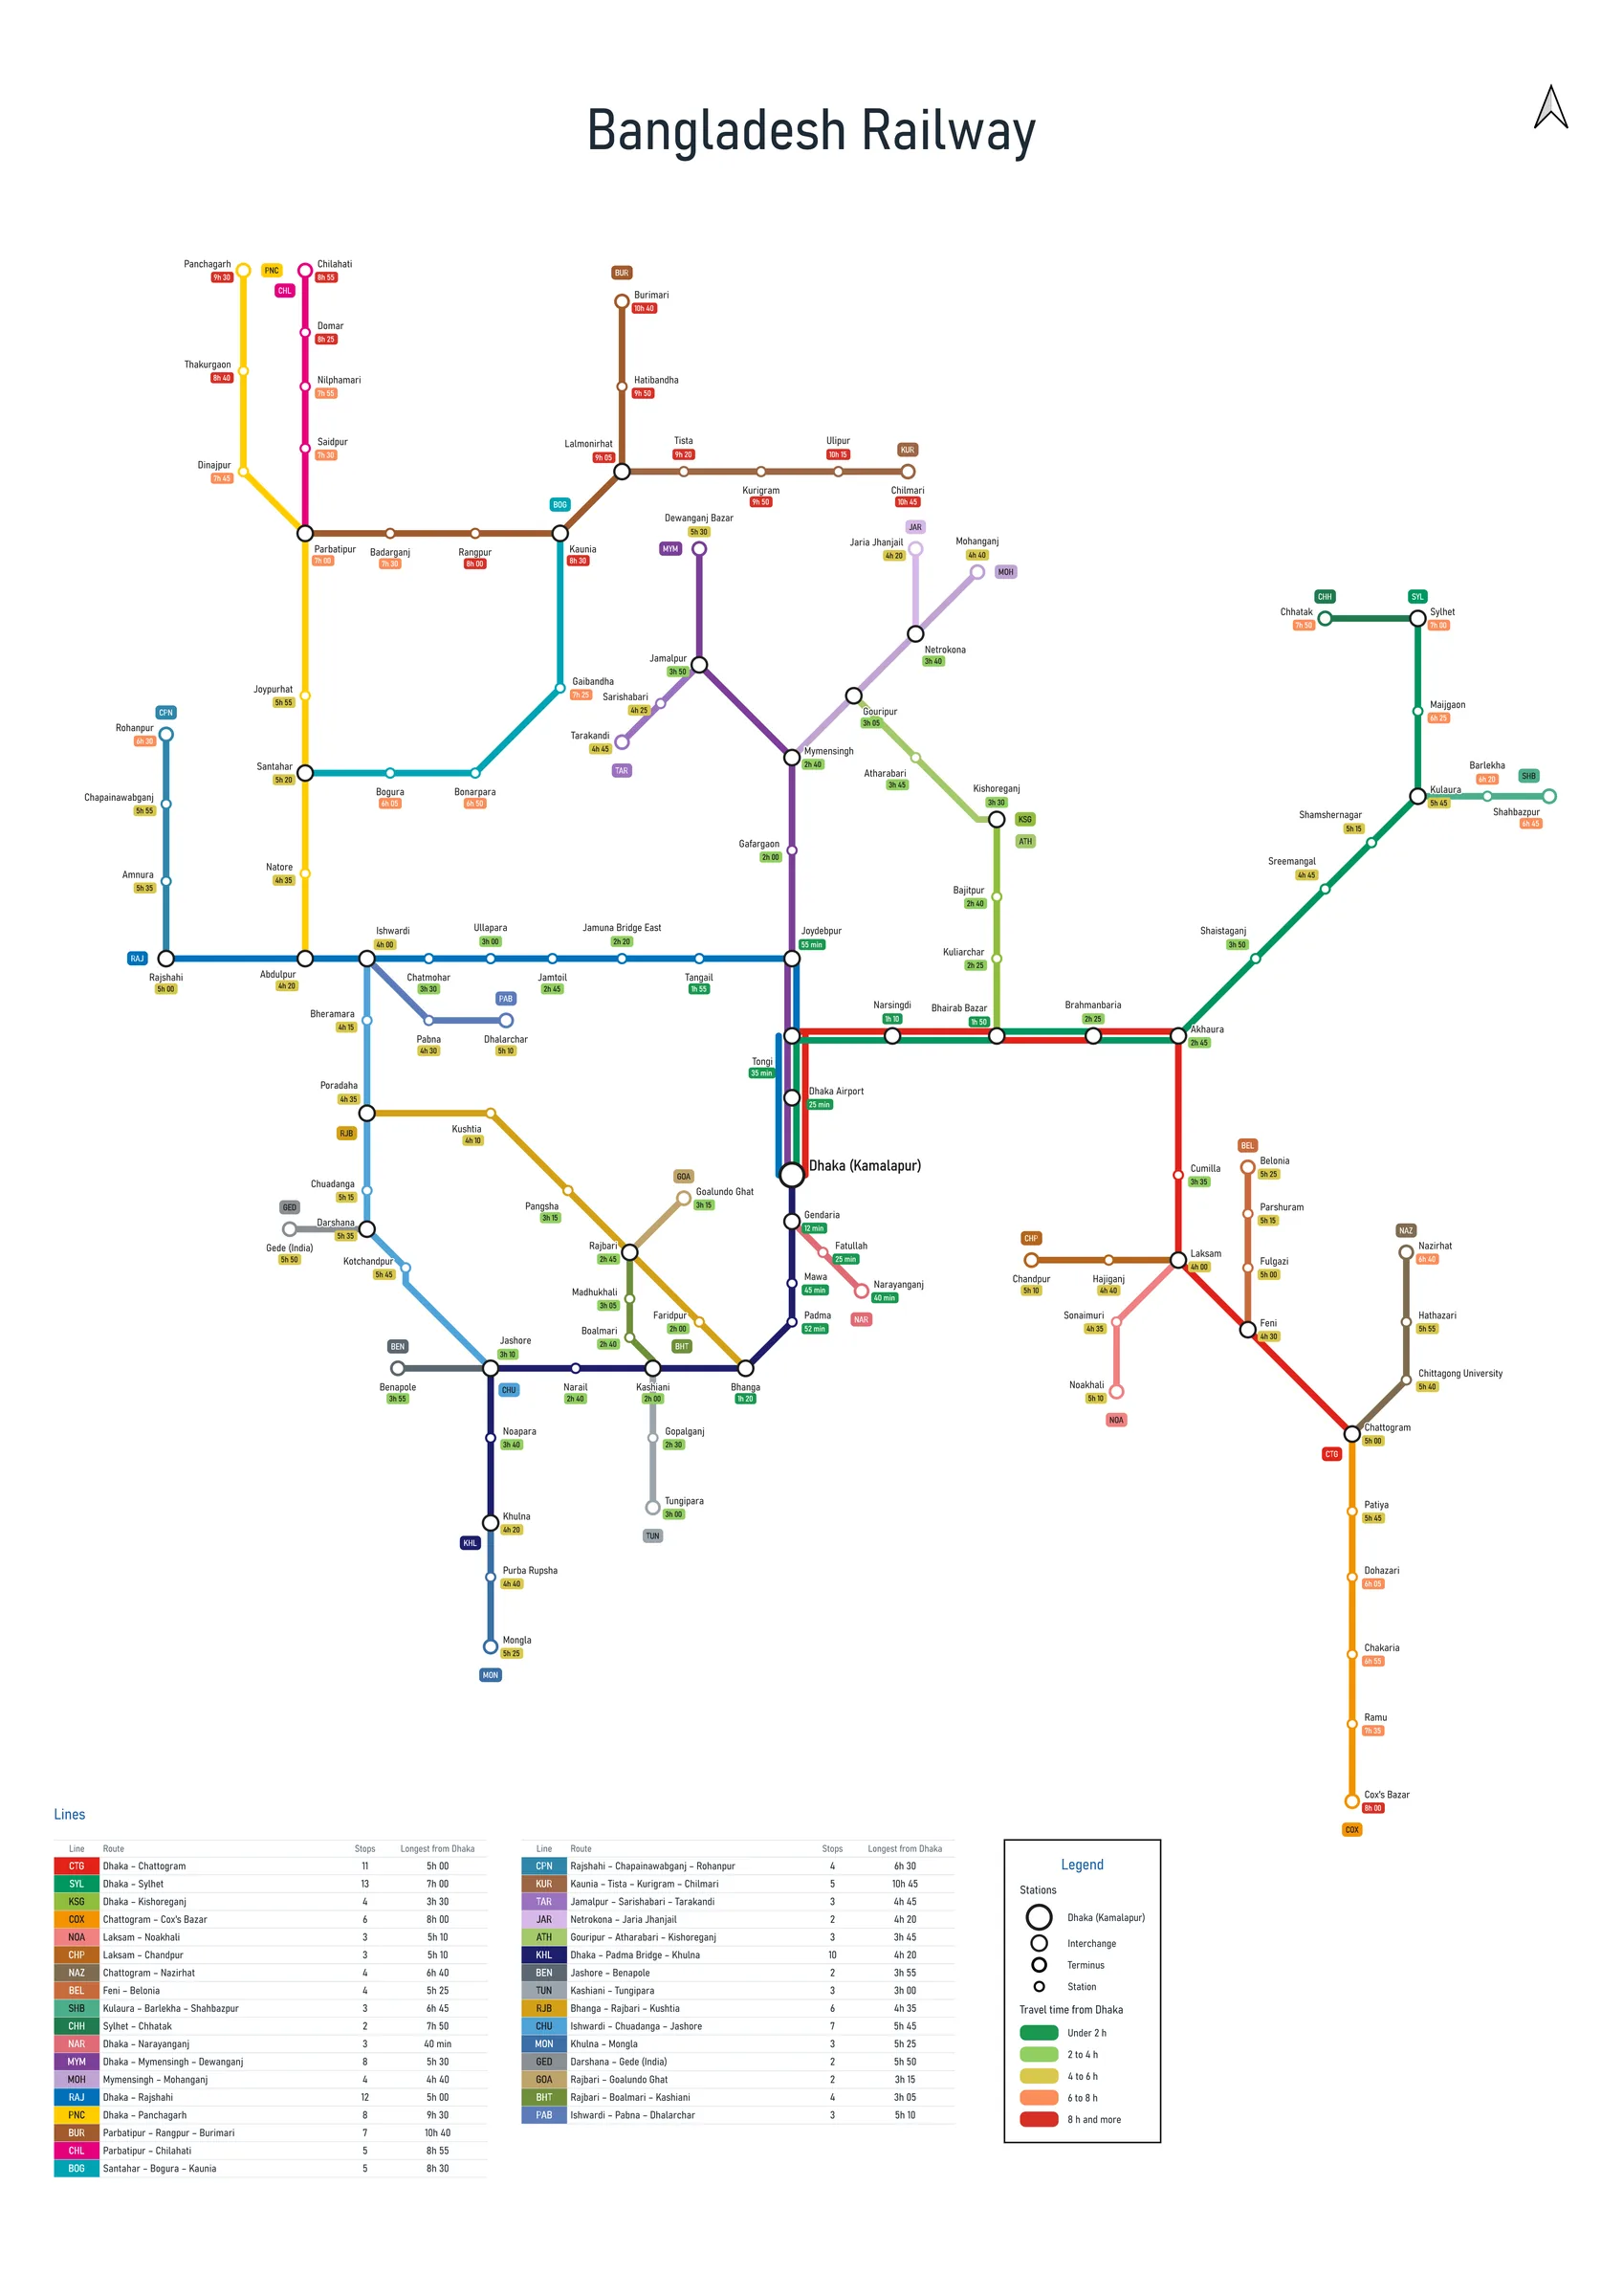 Bangladesh Railway
Panchagarh
9h 30
PNC
Chilahati
8h 55
CHL
BUR
Burimari
10h 40
Domar
8h 25
Thakurgaon
8h 40
Nilphamari
7h 55
Hatibandha
9h 50
Saidpur
7h 30
Lalmonirhat
9h 05
Tista
9h 20
Ulipur
10h 15
KUR
Dinajpur
7h 45
Kurigram
9h 50
Chilmari
10h 45
BOG
Dewanganj Bazar
5h 30
MYM
JAR
Jaria Jhanjail
4h 20
Mohanganj
4h 40
MOH
Parbatipur
7h 00
Badarganj
7h 30
Rangpur
8h 00
Kaunia
8h 30
CHH
Chhatak
7h 50
SYL
Sylhet
7h 00
Netrokona
3h 40
Jamalpur
3h 50
Joypurhat
5h 55
Gaibandha
7h 25
Sarishabari
4h 25
Gouripur
3h 05
Maijgaon
6h 25
CPN
Rohanpur
6h 30
Tarakandi
4h 45
TAR
Mymensingh
2h 40
Santahar
5h 20
Bogura
6h 05
Bonarpara
6h 50
Atharabari
3h 45
Barlekha
6h 20
SHB
Kulaura
5h 45
Shahbazpur
6h 45
Chapainawabganj
5h 55
Kishoreganj
3h 30
KSG
ATH
Shamshernagar
5h 15
Gafargaon
2h 00
Sreemangal
4h 45
Amnura
5h 35
Natore
4h 35
Bajitpur
2h 40
Ishwardi
4h 00
Ullapara
3h 00
Jamuna Bridge East
2h 20
Joydebpur
55 min
Kuliarchar
2h 25
Shaistaganj
3h 50
RAJ
Rajshahi
5h 00
Abdulpur
4h 20
Chatmohar
3h 30
Jamtoil
2h 45
Tangail
1h 55
PAB
Bheramara
4h 15
Pabna
4h 30
Dhalarchar
5h 10
Narsingdi
1h 10
Bhairab Bazar
1h 50
Brahmanbaria
2h 25
Akhaura
2h 45
Tongi
35 min
Poradaha
4h 35
RJB
Kushtia
4h 10
Dhaka Airport
25 min
Dhaka (Kamalapur)
Cumilla
3h 35
BEL
Belonia
5h 25
Chuadanga
5h 15
GOA
Goalundo Ghat
3h 15
Pangsha
3h 15
GED
Gede (India)
5h 50
Darshana
5h 35
Gendaria
12 min
Parshuram
5h 15
NAZ
Nazirhat
6h 40
Rajbari
2h 45
Fatullah
25 min
CHP
Chandpur
5h 10
Hajiganj
4h 40
Laksam
4h 00
Fulgazi
5h 00
Kotchandpur
5h 45
Madhukhali
3h 05
Mawa
45 min
Narayanganj
40 min
NAR
Faridpur
2h 00
Padma
52 min
Sonaimuri
4h 35
Feni
4h 30
Hathazari
5h 55
Boalmari
2h 40
BHT
BEN
Benapole
3h 55
Jashore
3h 10
CHU
Narail
2h 40
Kashiani
2h 00
Bhanga
1h 20
Noakhali
5h 10
NOA
Chittagong University
5h 40
Noapara
3h 40
Gopalganj
2h 30
Chattogram
5h 00
CTG
Tungipara
3h 00
TUN
Khulna
4h 20
KHL
Patiya
5h 45
Purba Rupsha
4h 40
Dohazari
6h 05
Mongla
5h 25
MON
Chakaria
6h 55
Ramu
7h 35
Cox's Bazar
8h 00
COX
Lines
Line Route Stops Longest from Dhaka
CTG Dhaka – Chattogram 11 5h 00
SYL Dhaka – Sylhet 13 7h 00
KSG Dhaka – Kishoreganj 4 3h 30
COX Chattogram – Cox's Bazar 6 8h 00
NOA Laksam – Noakhali 3 5h 10
CHP Laksam – Chandpur 3 5h 10
NAZ Chattogram – Nazirhat 4 6h 40
BEL Feni – Belonia 4 5h 25
SHB Kulaura – Barlekha – Shahbazpur 3 6h 45
CHH Sylhet – Chhatak 2 7h 50
NAR Dhaka – Narayanganj 3 40 min
MYM Dhaka – Mymensingh – Dewanganj 8 5h 30
MOH Mymensingh – Mohanganj 4 4h 40
RAJ Dhaka – Rajshahi 12 5h 00
PNC Dhaka – Panchagarh 8 9h 30
BUR Parbatipur – Rangpur – Burimari 7 10h 40
CHL Parbatipur – Chilahati 5 8h 55
BOG Santahar – Bogura – Kaunia 5 8h 30
Line Route Stops Longest from Dhaka
CPN Rajshahi – Chapainawabganj – Rohanpur 4 6h 30
KUR Kaunia – Tista – Kurigram – Chilmari 5 10h 45
TAR Jamalpur – Sarishabari – Tarakandi 3 4h 45
JAR Netrokona – Jaria Jhanjail 2 4h 20
ATH Gouripur – Atharabari – Kishoreganj 3 3h 45
KHL Dhaka – Padma Bridge – Khulna 10 4h 20
BEN Jashore – Benapole 2 3h 55
TUN Kashiani – Tungipara 3 3h 00
RJB Bhanga – Rajbari – Kushtia 6 4h 35
CHU Ishwardi – Chuadanga – Jashore 7 5h 45
MON Khulna – Mongla 3 5h 25
GED Darshana – Gede (India) 2 5h 50
GOA Rajbari – Goalundo Ghat 2 3h 15
BHT Rajbari – Boalmari – Kashiani 4 3h 05
PAB Ishwardi – Pabna – Dhalarchar 3 5h 10
Legend
Stations
Dhaka (Kamalapur)
Interchange
Terminus
Station
Travel time from Dhaka
Under 2 h
2 to 4 h
4 to 6 h
6 to 8 h
8 h and more